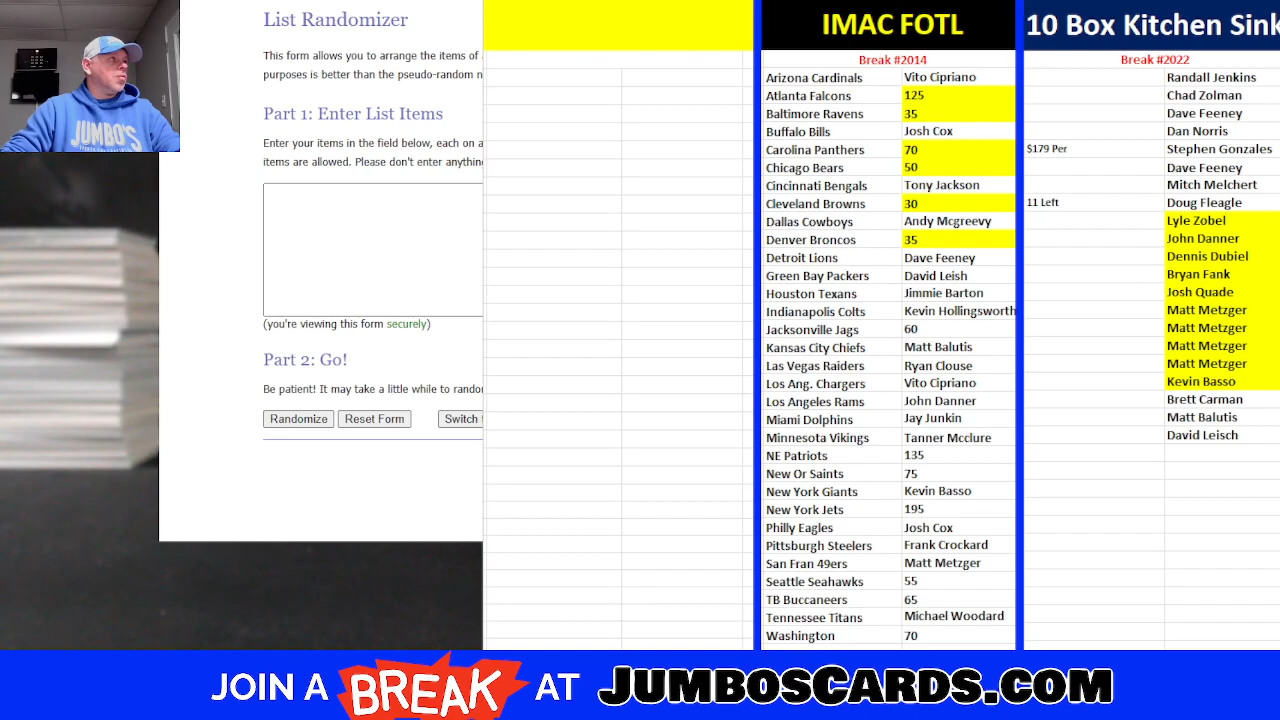 List Randomizer
This form allows you to arrange the items of
purposes is better than the pseudo-random n
Part 1: Enter List Items
Enter your items in the field below, each on a
items are allowed. Please don't enter anythin
(you're viewing this form securely)
Part 2: Go!
Be patient! It may take a little while to rando
Randomize Reset Form Switch
JUMBO'S
IMAC FOTL
Break #2014
Arizona Cardinals Vito Cipriano
Atlanta Falcons 125
Baltimore Ravens 35
Buffalo Bills Josh Cox
Carolina Panthers 70
Chicago Bears 50
Cincinnati Bengals Tony Jackson
Cleveland Browns 30
Dallas Cowboys Andy Mcgreevy
Denver Broncos 35
Detroit Lions Dave Feeney
Green Bay Packers David Leish
Houston Texans Jimmie Barton
Indianapolis Colts Kevin Hollingsworth
Jacksonville Jags 60
Kansas City Chiefs Matt Balutis
Las Vegas Raiders Ryan Clouse
Los Ang. Chargers Vito Cipriano
Los Angeles Rams John Danner
Miami Dolphins Jay Junkin
Minnesota Vikings Tanner Mcclure
NE Patriots 135
New Or Saints 75
New York Giants Kevin Basso
New York Jets 195
Philly Eagles Josh Cox
Pittsburgh Steelers Frank Crockard
San Fran 49ers Matt Metzger
Seattle Seahawks 55
TB Buccaneers 65
Tennessee Titans Michael Woodard
Washington 70
10 Box Kitchen Sink
Break #2022
Randall Jenkins
Chad Zolman
Dave Feeney
Dan Norris
$179 Per Stephen Gonzales
Dave Feeney
Mitch Melchert
11 Left Doug Fleagle
Lyle Zobel
John Danner
Dennis Dubiel
Bryan Fank
Josh Quade
Matt Metzger
Matt Metzger
Matt Metzger
Matt Metzger
Kevin Basso
Brett Carman
Matt Balutis
David Leisch
JOIN A BREAK AT JUMBOSCARDS.COM